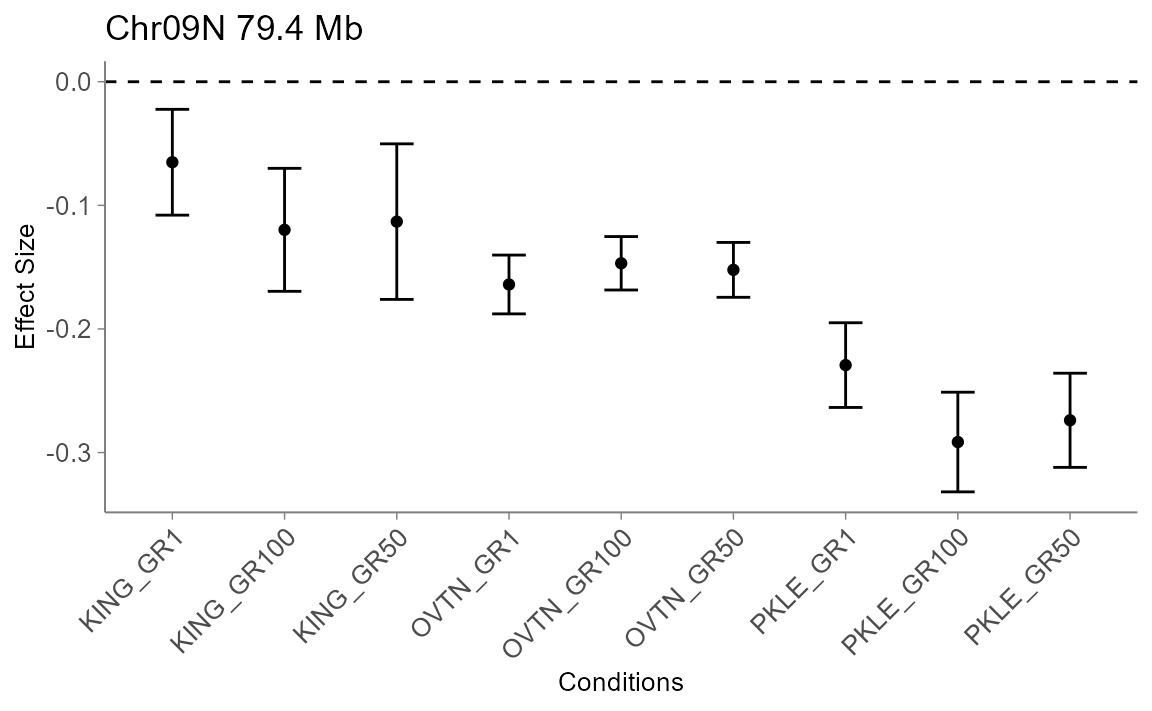 Chr09N 79.4 Mb
Effect Size
0.0
-0.1
-0.2
-0.3
KING_GR1
KING_GR100
KING_GR50
OVTN_GR1
OVTN_GR100
OVTN_GR50
PKLE_GR1
PKLE_GR100
PKLE_GR50
Conditions